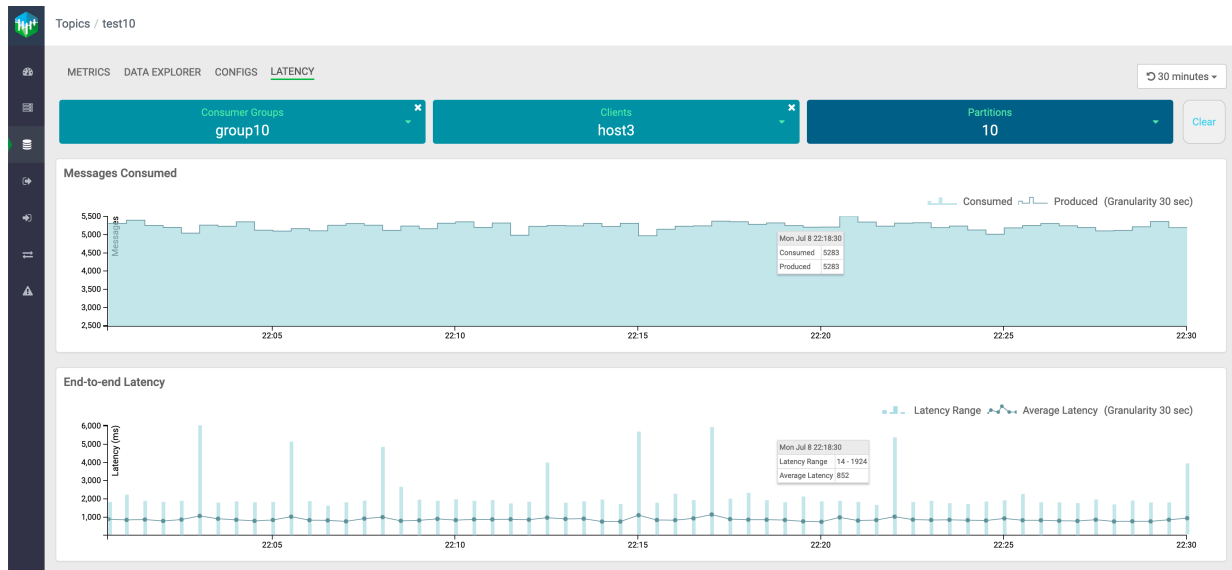 Topics / test10
METRICS DATA EXPLORER CONFIGS LATENCY
30 minutes
Consumer Groups
group10
Clients
host3
Partitions
10
Clear
Messages Consumed
Consumed Produced (Granularity 30 sec)
Messages
5,500
5,000
4,500
4,000
3,500
3,000
2,500
Mon Jul 8 22:18:30
Consumed 5283
Produced 5283
22:05 22:10 22:15 22:20 22:25 22:30
End-to-end Latency
Latency Range Average Latency (Granularity 30 sec)
Latency (ms)
6,000
5,000
4,000
3,000
2,000
1,000
Mon Jul 8 22:18:30
Latency Range 14 - 1924
Average Latency 852
22:05 22:10 22:15 22:20 22:25 22:30